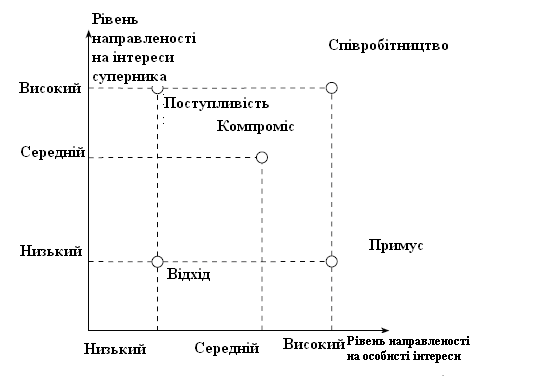 Рівень
направленості
на інтереси
суперника
Співробітництво
Високий
Поступливість
Компроміс
Середній
Низький
Примус
Відхід
Низький
Середній
Високий
Рівень направленості
на особисті інтереси